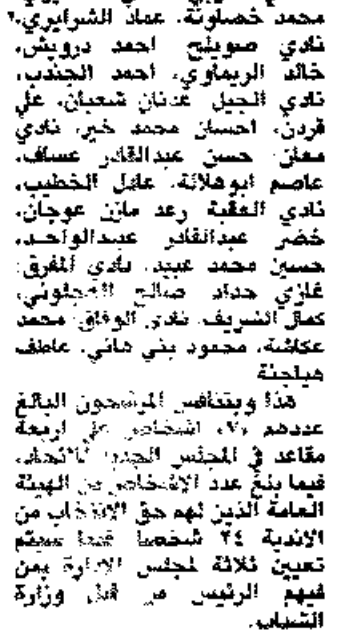 محمد خصاونة، عماد الشرايري،
نادي صويلح احمد درويش،
خالد الريماوي، احمد الجندب،
نادي الجيل عدنان شعبان، علي
قردن، احسان محمد خير، نادي
معان: حسن عبدالقادر عساف،
عاصم ابوهلالة، عادل الخطيب،
نادي العقبة رعد مازن عوجان،
خضر عبدالقادر عبدالواحد،
حسين محمد عبيد، نادي المفرق:
غازي حداد صالح العجلوني،
كمال الشريف نادي الوفاق محمد
عكاشة، محمود بني هاني، عاطف
هياجنة
هذا ويتنافس المرشحون البالغ
عددهم «٧» اشخاص على اربعة
مقاعد في المجلس الجديد للاتحاد،
فيما بلغ عدد الاشخاص من الهيئة
العامة الذين لهم حق الانتخاب من
الاندية ٢٤ شخصا فيما سيتم
تعيين ثلاثة لمجلس الادارة بمن
فيهم الرئيس من قبل وزارة
الشباب.